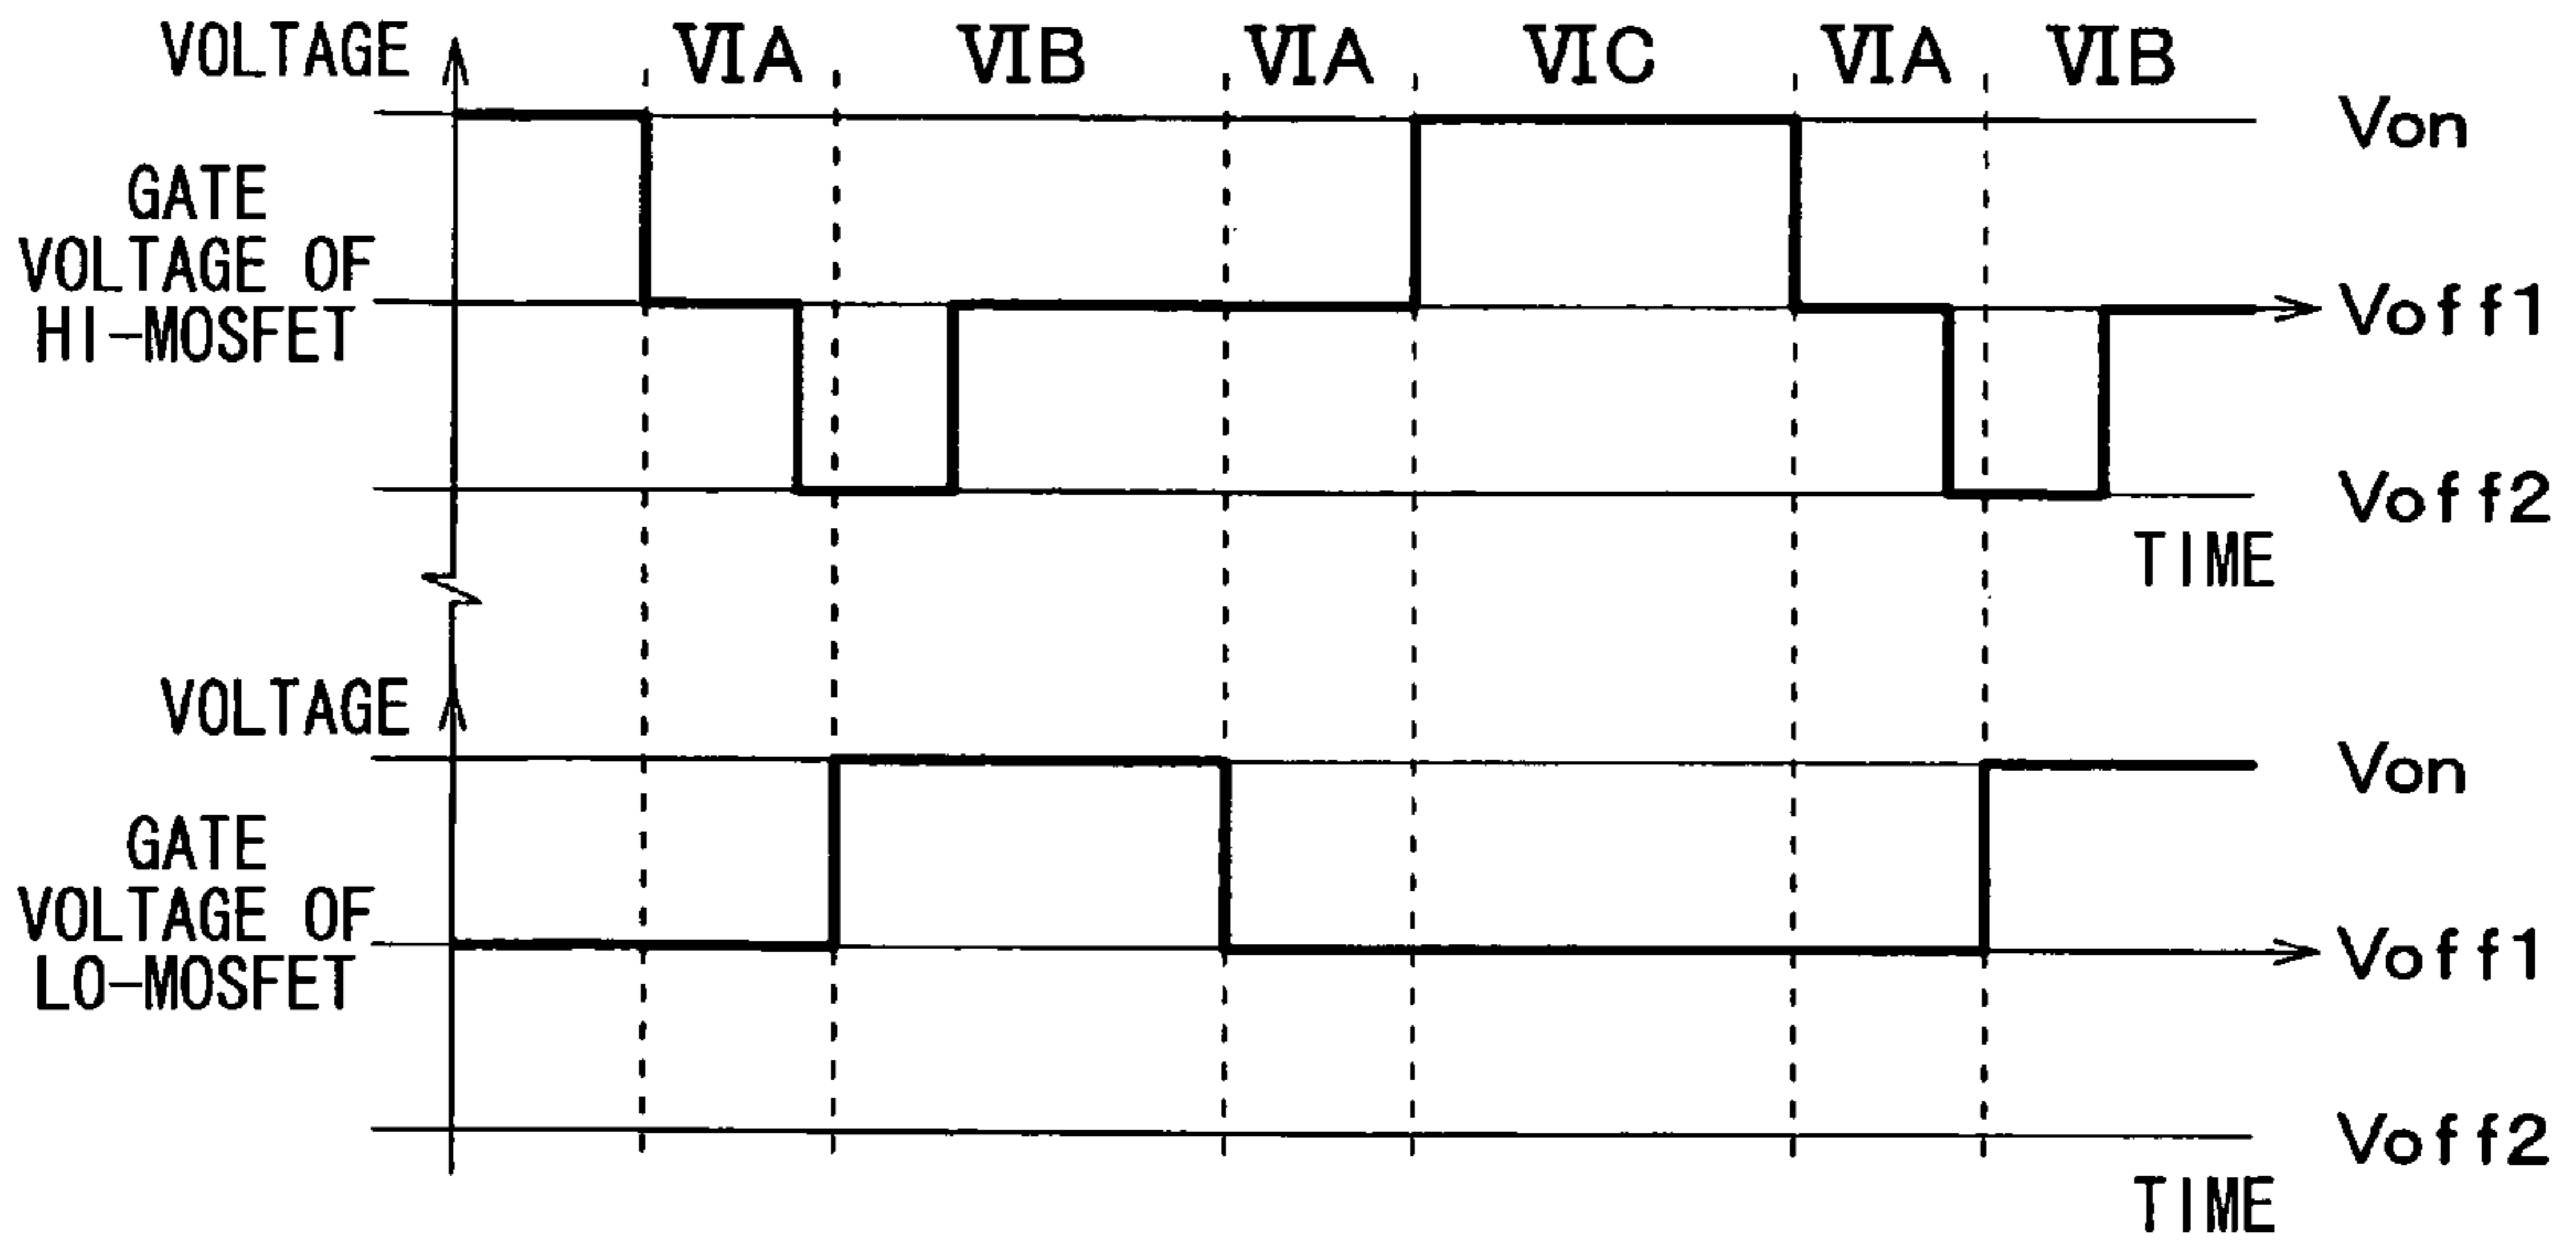 VOLTAGE
ⅥA
ⅥB
ⅥA
ⅥC
ⅥA
ⅥB
Von
GATE
VOLTAGE OF
HI-MOSFET
Voff1
Voff2
TIME
VOLTAGE
Von
GATE
VOLTAGE OF
LO-MOSFET
Voff1
Voff2
TIME